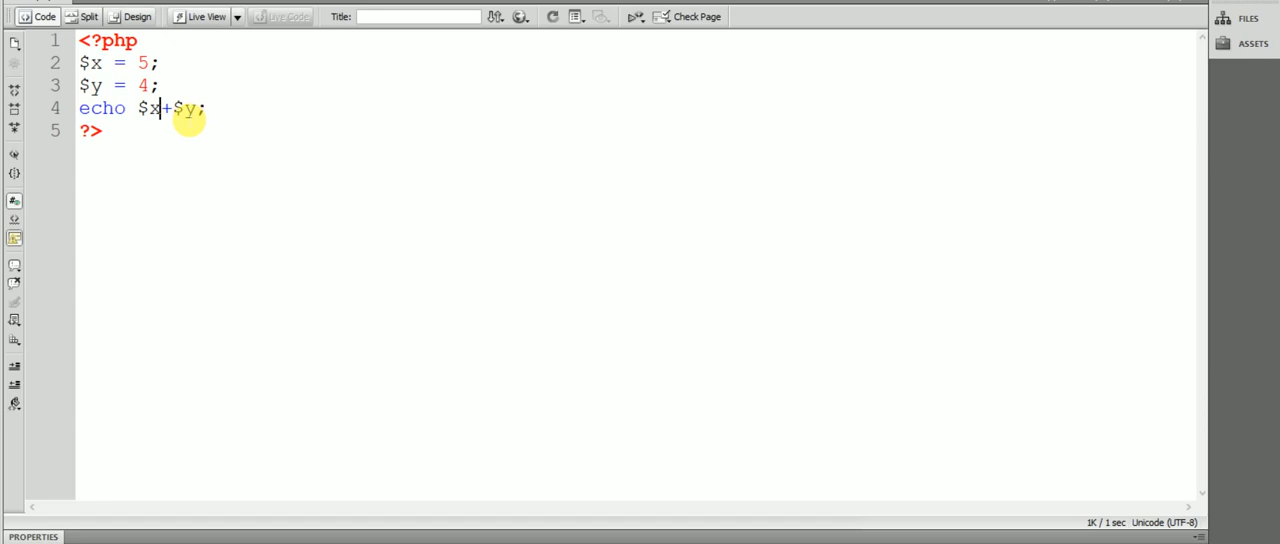 Code Split Design Live View Live Code Title: Check Page
FILES
ASSETS
1 <?php
2 $x = 5;
3 $y = 4;
4 echo $x+$y;
5 ?>
1K / 1 sec Unicode (UTF-8)
PROPERTIES